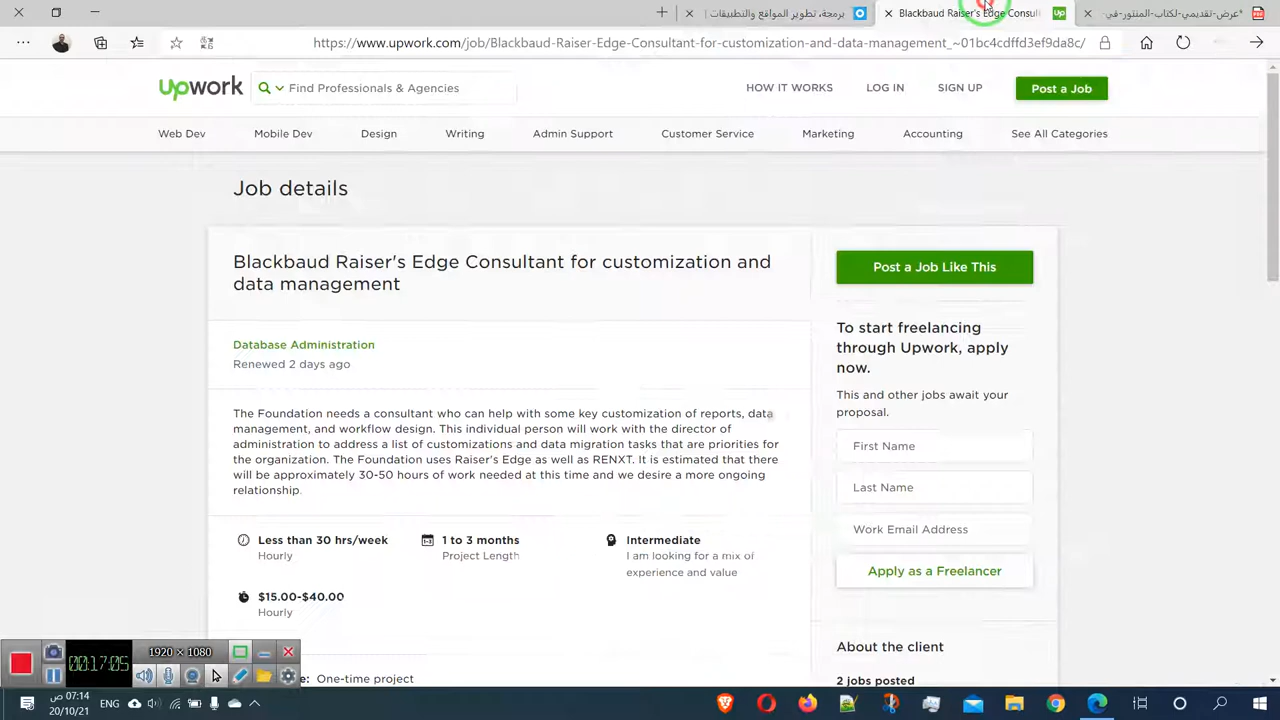 برمجة، تطوير المواقع والتطبيقات
Blackbaud Raiser's Edge Consult
عرض-تقديمي-لكتاب-المنثور-في-*
https://www.upwork.com/job/Blackbaud-Raiser-Edge-Consultant-for-customization-and-data-management_~01bc4cdffd3ef9da8c/
upwork
Find Professionals & Agencies
HOW IT WORKS
LOG IN
SIGN UP
Post a Job
Web Dev
Mobile Dev
Design
Writing
Admin Support
Customer Service
Marketing
Accounting
See All Categories
Job details
Blackbaud Raiser's Edge Consultant for customization and
data management
Database Administration
Renewed 2 days ago
The Foundation needs a consultant who can help with some key customization of reports, data
management, and workflow design. This individual person will work with the director of
administration to address a list of customizations and data migration tasks that are priorities for
the organization. The Foundation uses Raiser's Edge as well as RENXT. It is estimated that there
will be approximately 30-50 hours of work needed at this time and we desire a more ongoing
relationship.
Less than 30 hrs/week
Hourly
1 to 3 months
Project Length
Intermediate
I am looking for a mix of
experience and value
$15.00-$40.00
Hourly
One-time project
Post a Job Like This
To start freelancing
through Upwork, apply
now.
This and other jobs await your
proposal.
First Name
Last Name
Work Email Address
Apply as a Freelancer
About the client
2 jobs posted
1920 × 1080
00:17:05
07:14 ص
20/10/21
ENG